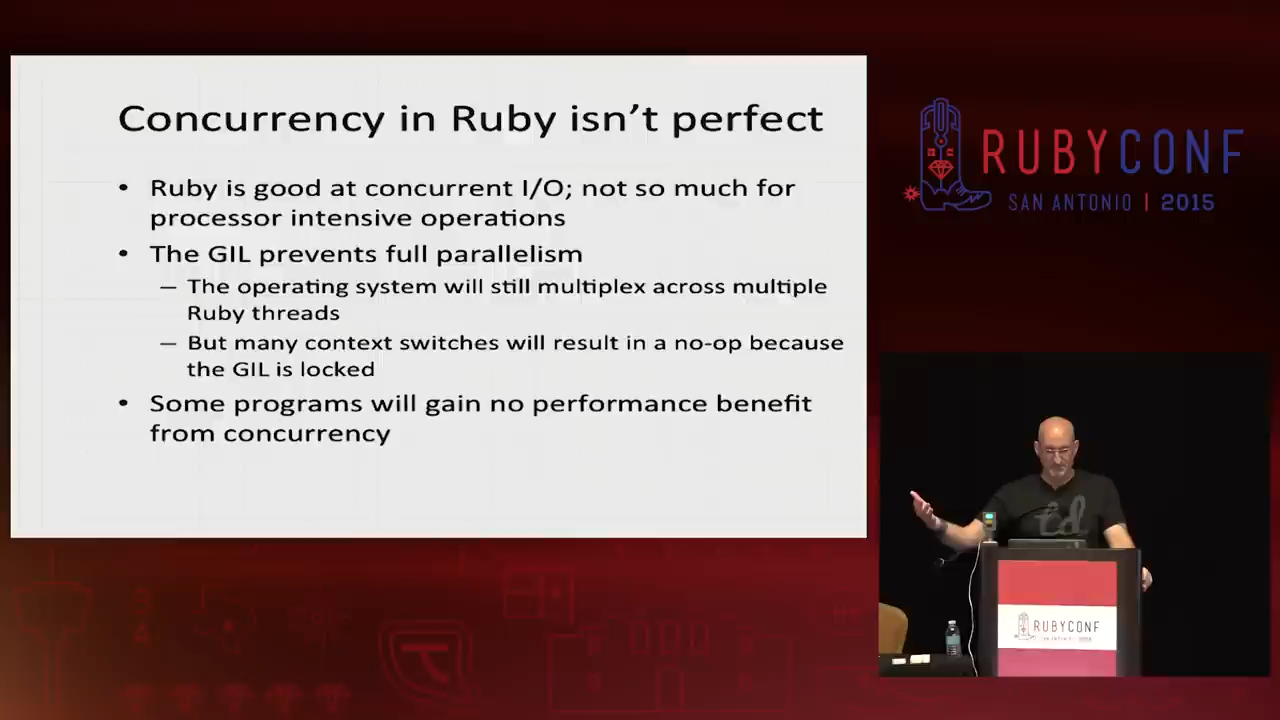 Concurrency in Ruby isn't perfect
• Ruby is good at concurrent I/O; not so much for
processor intensive operations
• The GIL prevents full parallelism
– The operating system will still multiplex across multiple
Ruby threads
– But many context switches will result in a no-op because
the GIL is locked
• Some programs will gain no performance benefit
from concurrency
RUBYCONF
SAN ANTONIO | 2015
td
RUBYCONF